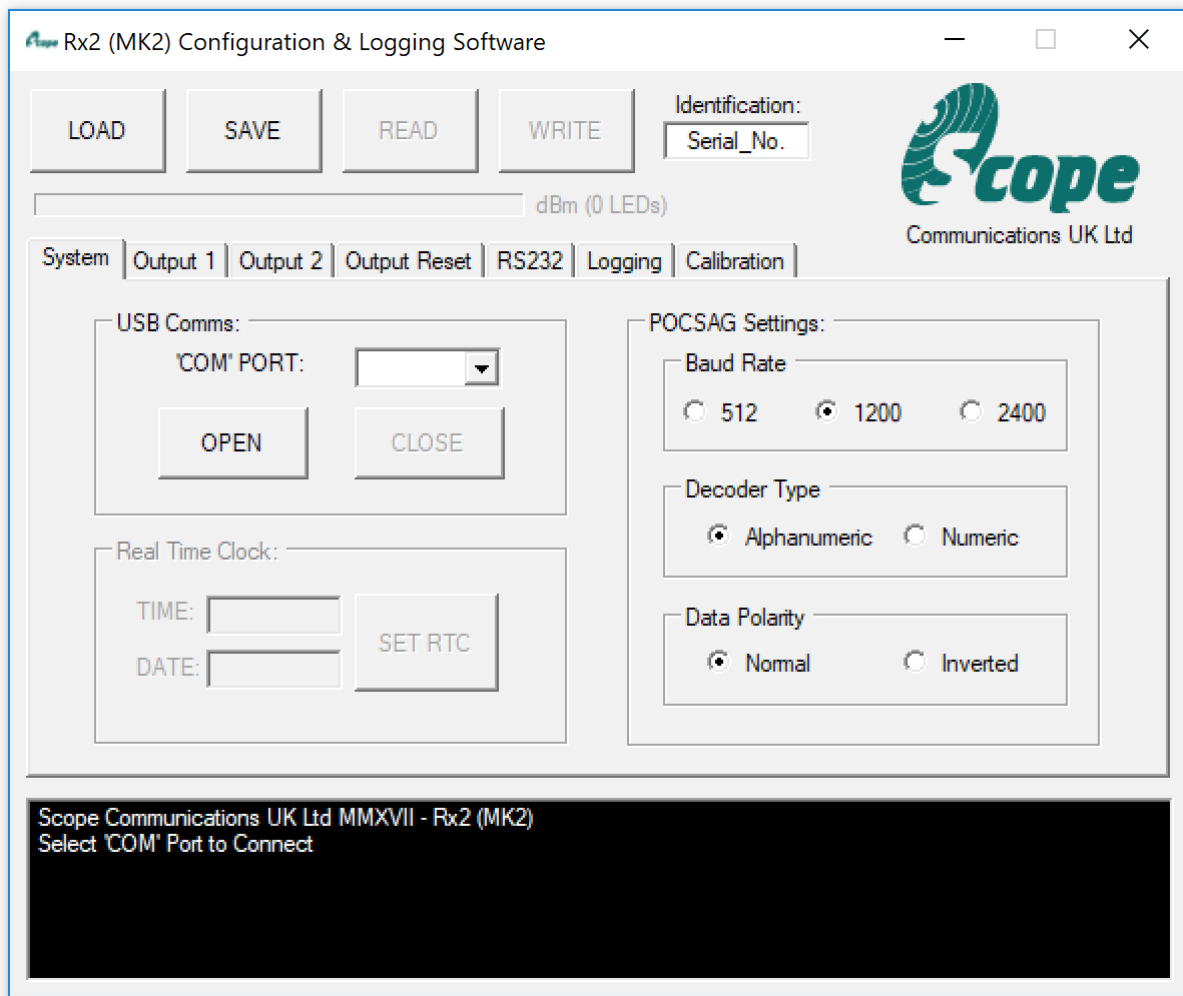 Scope Rx2 (MK2) Configuration & Logging Software
LOAD SAVE READ WRITE
Identification:
Serial_No.
dBm (0 LEDs)
Scope
Communications UK Ltd
System Output 1 Output 2 Output Reset RS232 Logging Calibration
USB Comms:
'COM' PORT:
OPEN CLOSE
Real Time Clock:
TIME:
DATE:
SET RTC
POCSAG Settings:
Baud Rate
512 1200 2400
Decoder Type
Alphanumeric Numeric
Data Polarity
Normal Inverted
Scope Communications UK Ltd MMXVII - Rx2 (MK2)
Select 'COM' Port to Connect